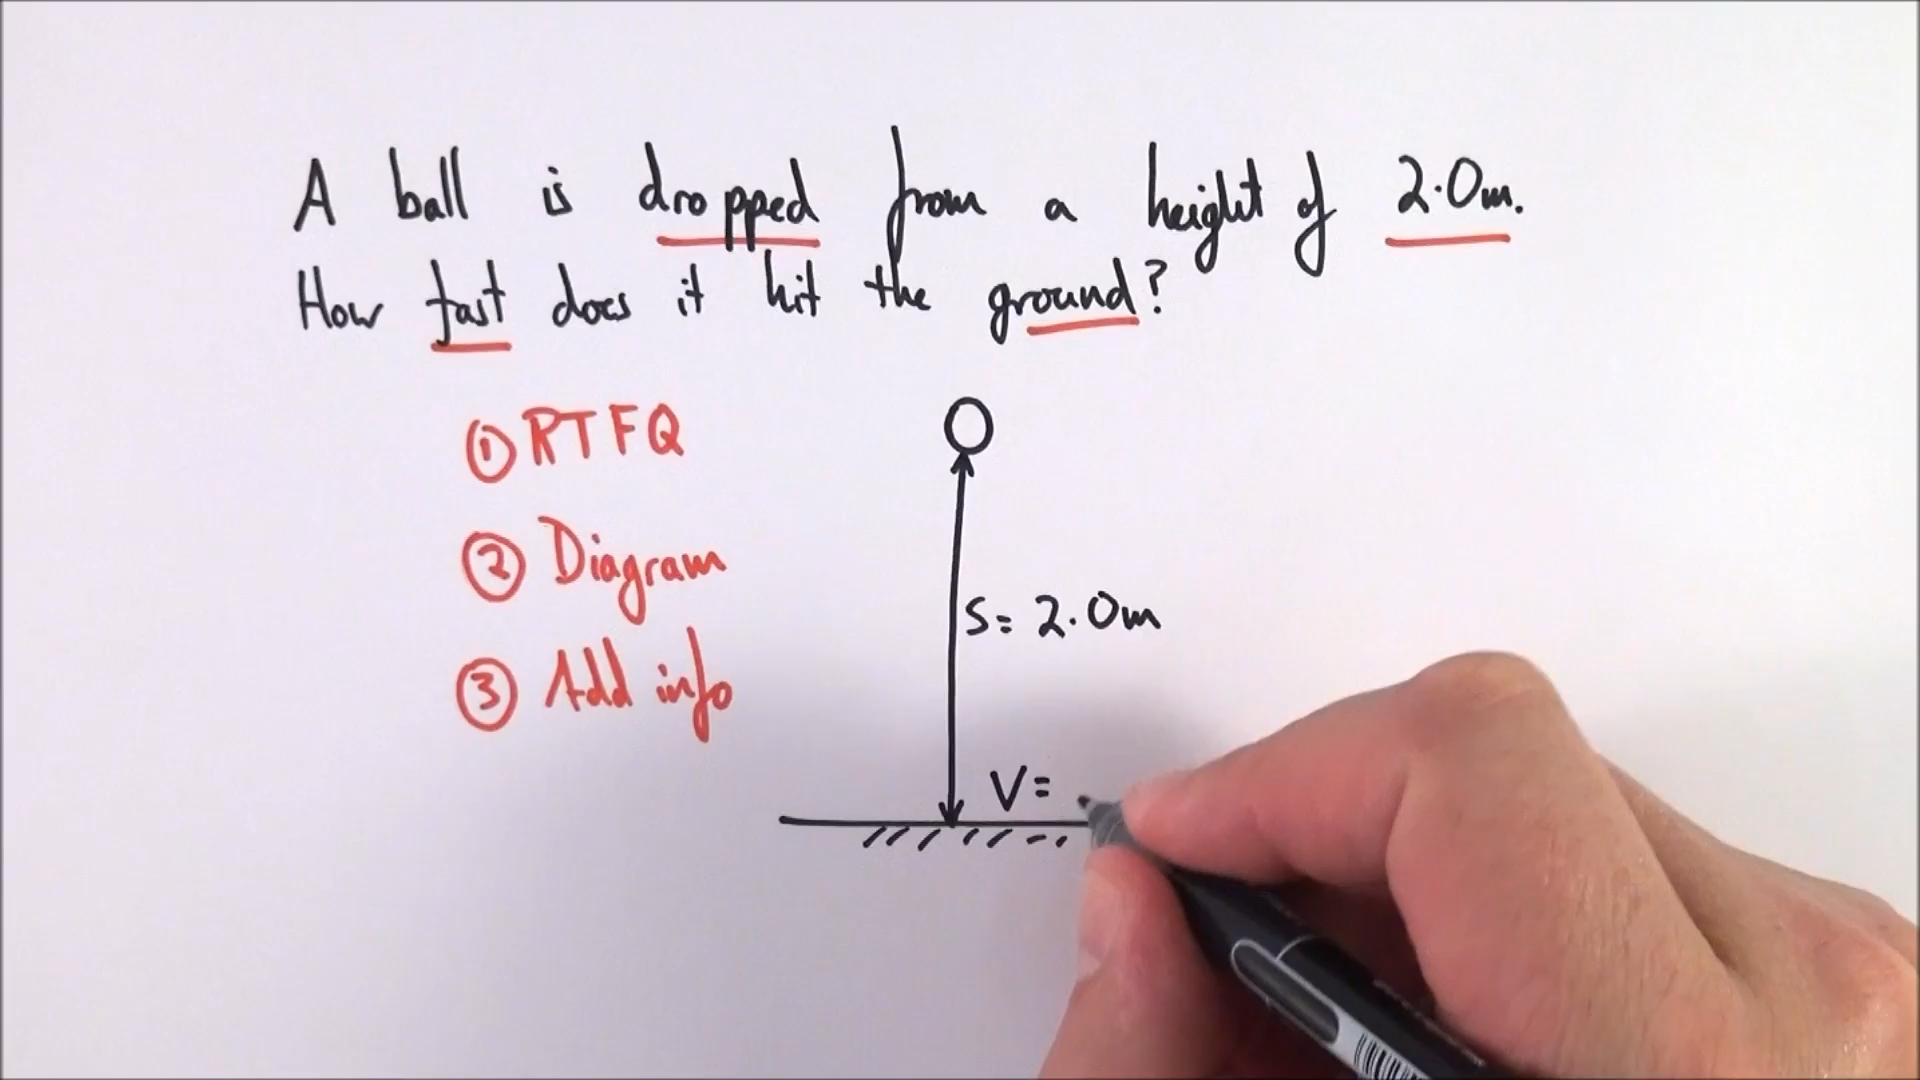 A ball is dropped from a height of 2.0m.
How fast does it hit the ground?
① RTFQ
② Diagram
③ Add info
S= 2.0m
V=